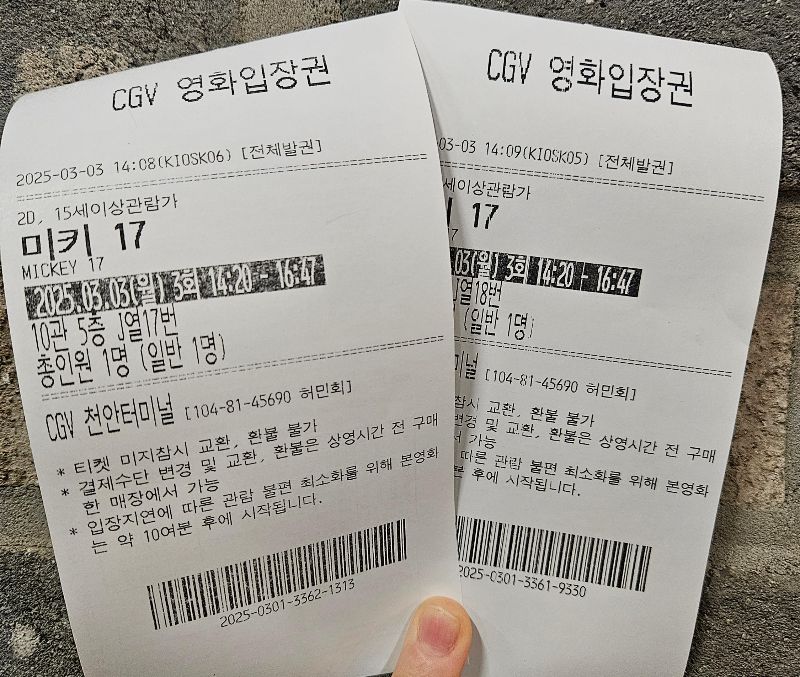 CGV 영화입장권
2025-03-03 14:08(KIOSK06) [전체발권]
2D, 15세이상관람가
미키 17
MICKEY 17
2025.03.03(월) 3회 14:20 - 16:47
10관 5층 J열17번
총인원 1명 (일반 1명)
CGV 천안터미널 [104-81-45690 허민회]
* 티켓 미지참시 교환, 환불 불가
* 결제수단 변경 및 교환, 환불은 상영시간 전 구매
한 매장에서 가능
* 입장지연에 따른 관람 불편 최소화를 위해 본영화
는 약 10여분 후에 시작됩니다.
2025-0301-3362-1313
CGV 영화입장권
03-03 14:09(KIOSK05) [전체발권]
세이상관람가
17
7
03(월) 3회 14:20 - 16:47
J열18번
(일반 1명)
미널 [104-81-45690 허민회]
참시 교환, 환불 불가
변경 및 교환, 환불은 상영시간 전 구매
서 가능
따른 관람 불편 최소화를 위해 본영화
분 후에 시작됩니다.
2025-0301-3361-9330